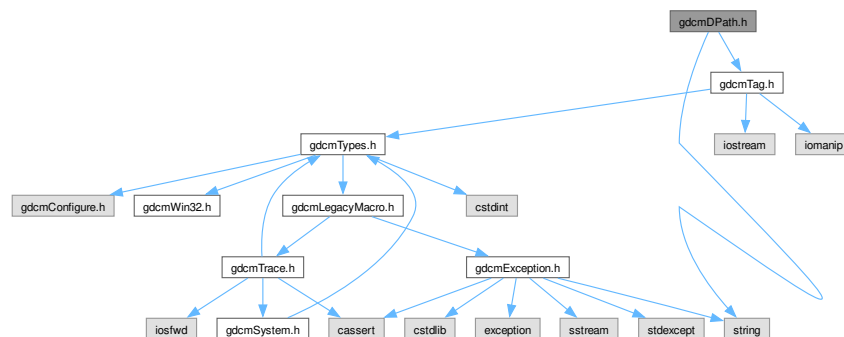 gdcmDPath.h
gdcmTag.h
iostream
iomanip
gdcmTypes.h
gdcmConfigure.h
gdcmWin32.h
gdcmLegacyMacro.h
cstdint
gdcmTrace.h
gdcmException.h
iosfwd
gdcmSystem.h
cassert
cstdlib
exception
sstream
stdexcept
string